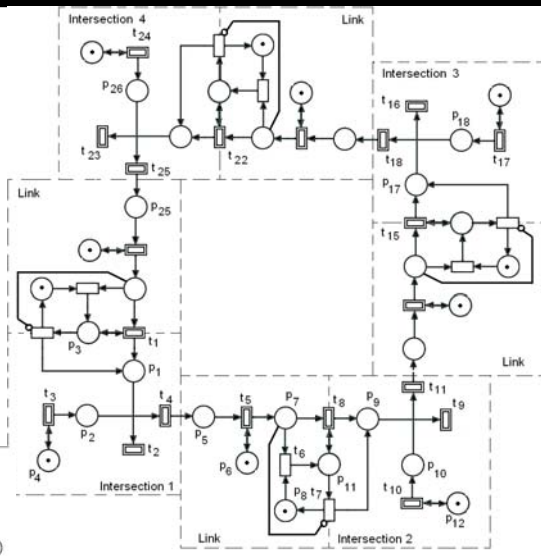 Intersection 4
Link
t24
p26
t23
t22
t25
Intersection 3
t16
p18
t18
t17
p17
t15
Link
Link
p25
p3
t1
p1
t3
t4
p2
p4
t2
Intersection 1
t5
p7
t8
p9
p5
p6
t6
p8
t7
p11
Link
t11
t9
p10
t10
p12
Intersection 2
)